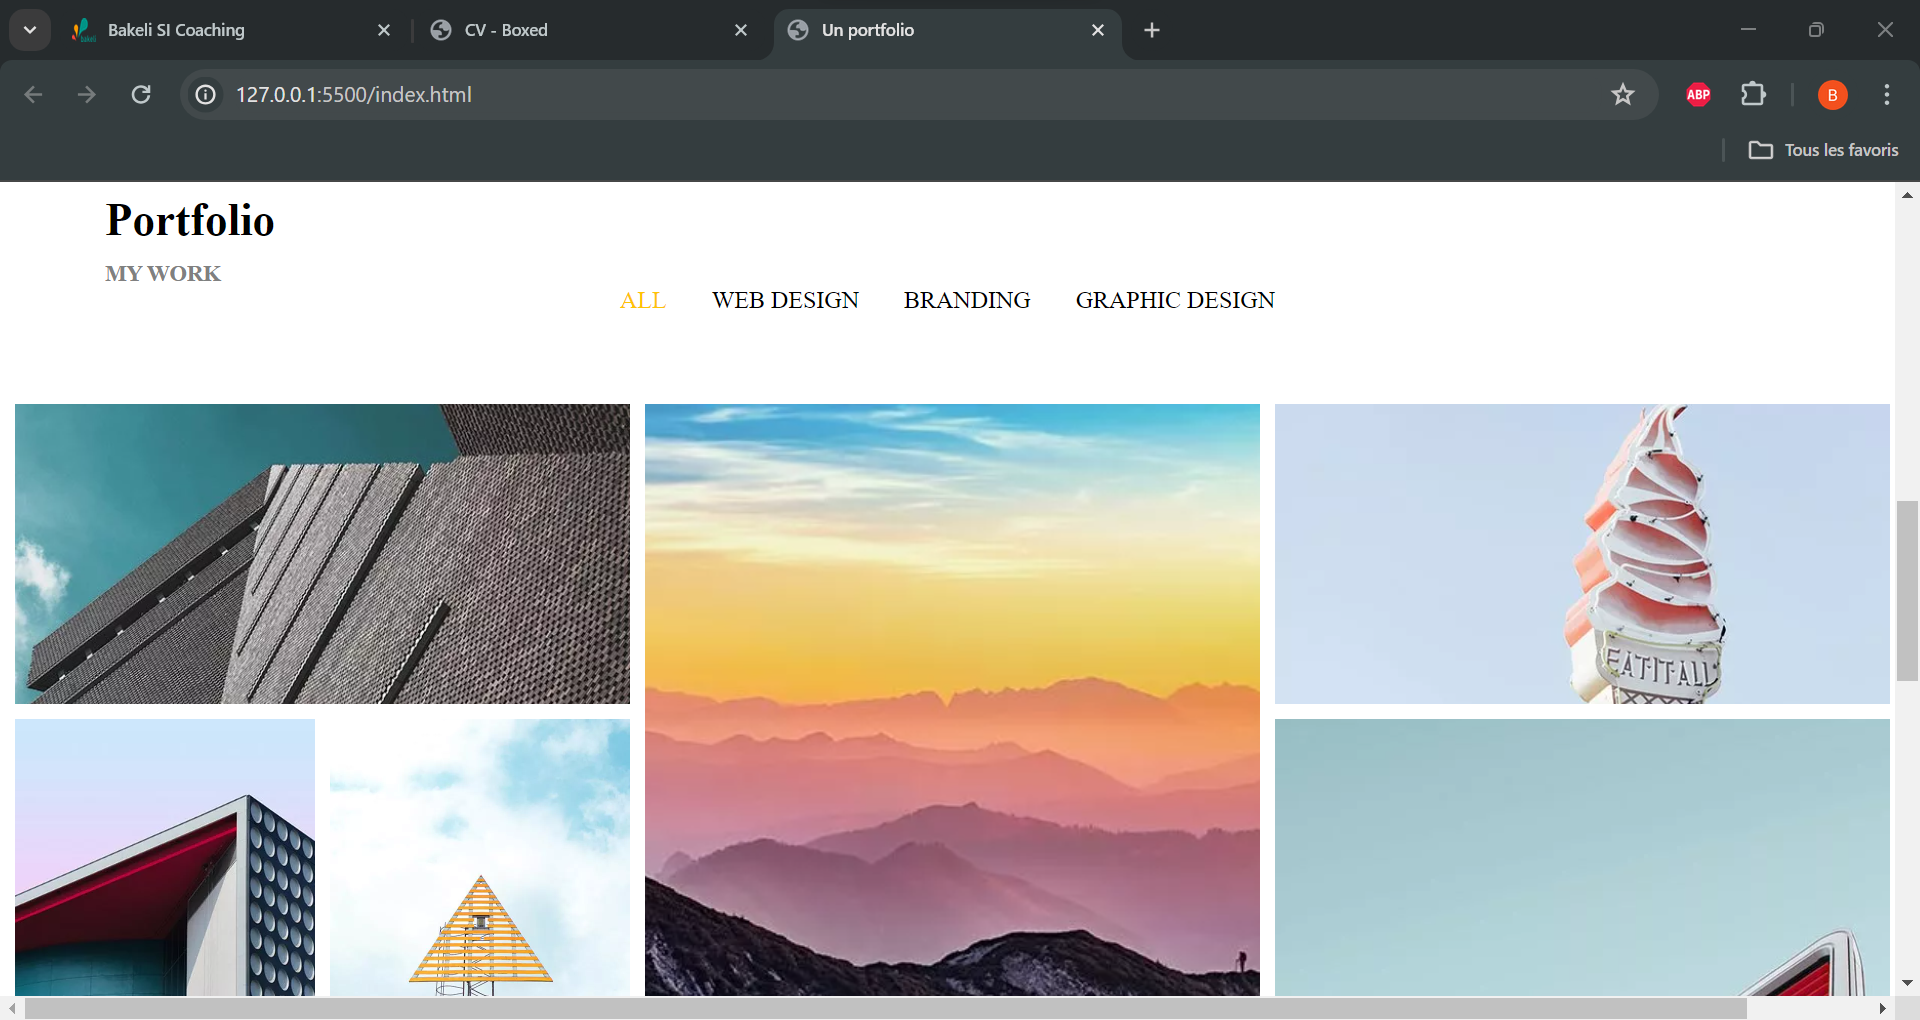 Bakeli SI Coaching
CV - Boxed
Un portfolio
127.0.0.1:5500/index.html
ABP
B
Tous les favoris
Portfolio
MY WORK
ALL WEB DESIGN BRANDING GRAPHIC DESIGN
EAT·IT·ALL